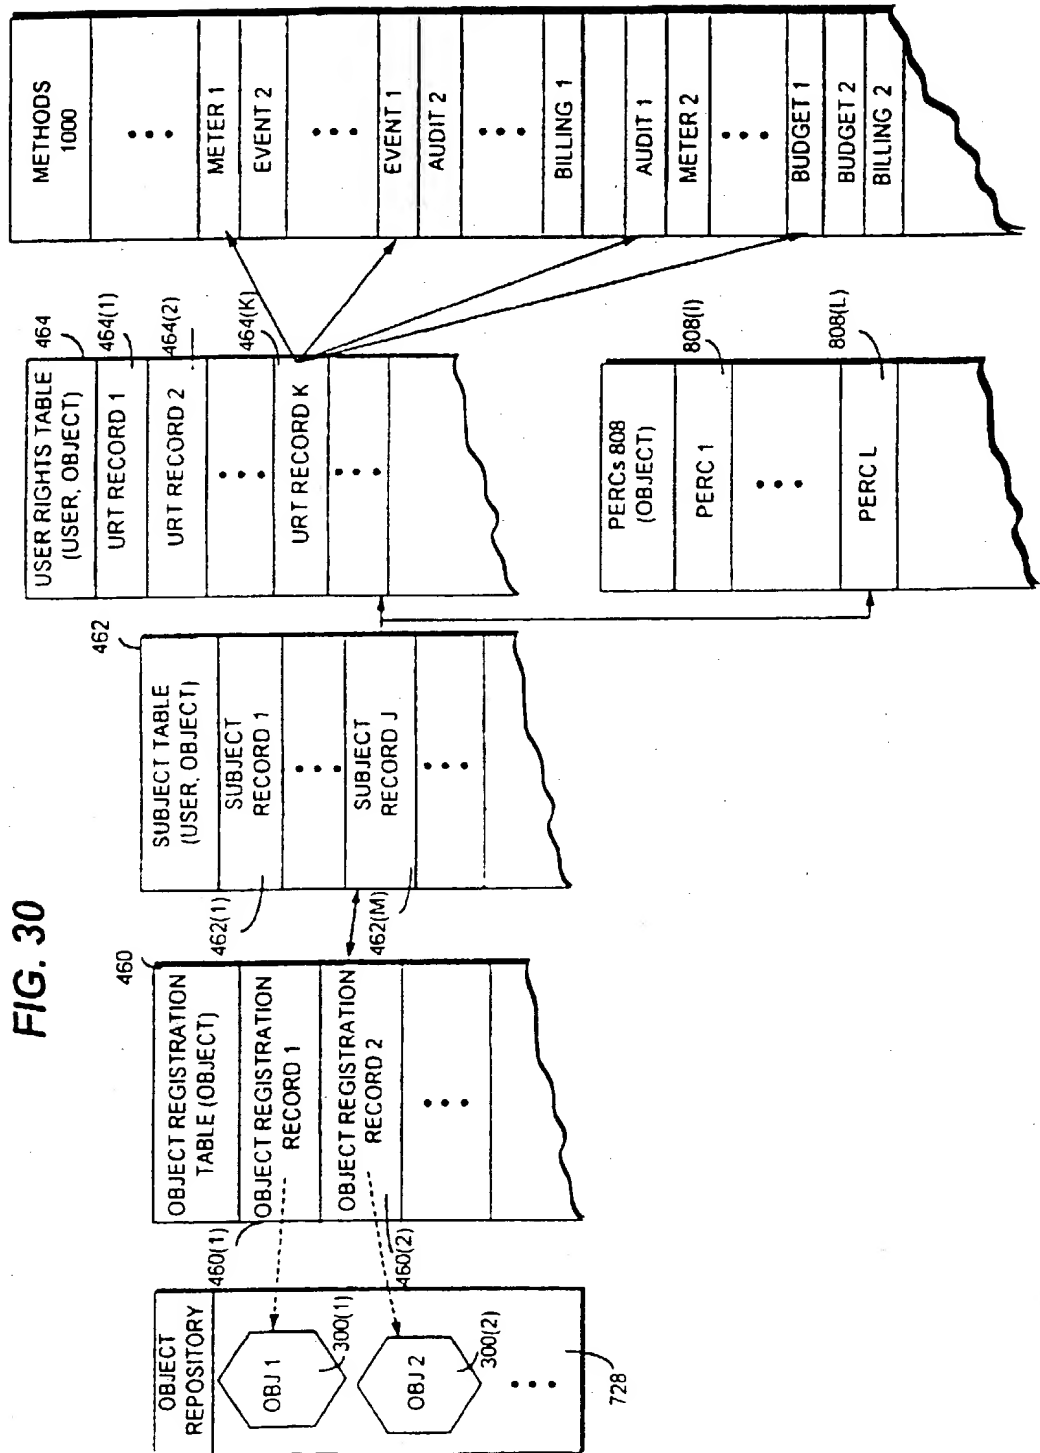 FIG. 30
OBJECT
REPOSITORY
OBJ 1
300(1)
OBJ 2
300(2)
•••
728
460
OBJECT REGISTRATION
TABLE (OBJECT)
460(1)
OBJECT REGISTRATION
RECORD 1
OBJECT REGISTRATION
RECORD 2
460(2)
•••
462
SUBJECT TABLE
(USER, OBJECT)
462(1)
SUBJECT
RECORD 1
•••
SUBJECT
RECORD J
462(M)
•••
464
USER RIGHTS TABLE
(USER, OBJECT)
464(1)
URT RECORD 1
464(2)
URT RECORD 2
•••
464(K)
URT RECORD K
•••
PERCs 808
(OBJECT)
PERC 1
808(I)
•••
PERC L
808(L)
METHODS
1000
•••
METER 1
EVENT 2
•••
EVENT 1
AUDIT 2
•••
BILLING 1
AUDIT 1
METER 2
•••
BUDGET 1
BUDGET 2
BILLING 2